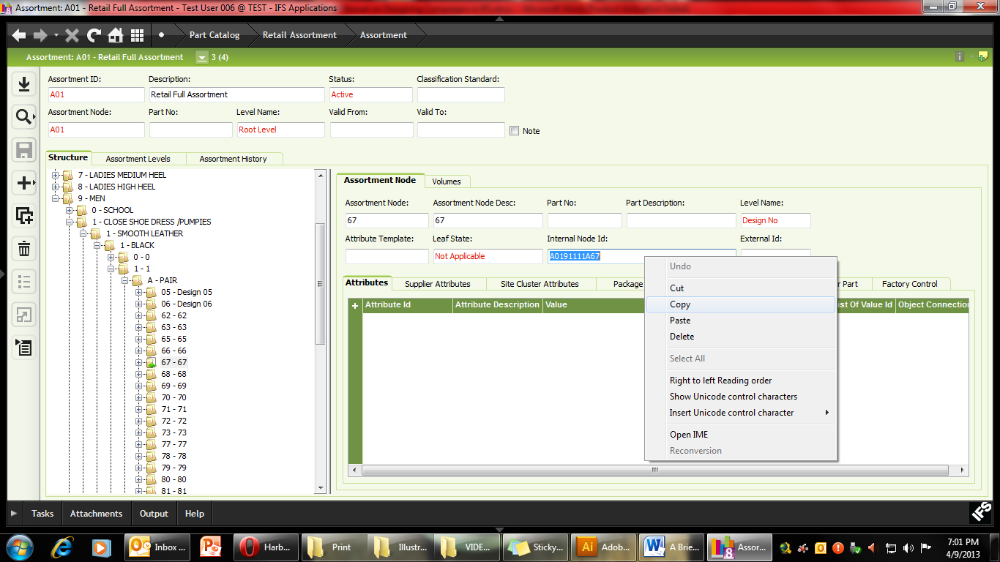 Assortment: A01 - Retail Full Assortment - Test User 006 @ TEST - IFS Applications
Part Catalog Retail Assortment Assortment
Assortment: A01 - Retail Full Assortment 3 (4)
Assortment ID: Description: Status: Classification Standard:
A01 Retail Full Assortment Active
Assortment Node: Part No: Level Name: Valid From: Valid To:
A01 Root Level Note
Structure Assortment Levels Assortment History
7 - LADIES MEDIUM HEEL
8 - LADIES HIGH HEEL
9 - MEN
0 - SCHOOL
1 - CLOSE SHOE DRESS /PUMPIES
1 - SMOOTH LEATHER
1 - BLACK
0 - 0
1 - 1
A - PAIR
05 - Design 05
06 - Design 06
62 - 62
63 - 63
65 - 65
66 - 66
67 - 67
68 - 68
69 - 69
70 - 70
71 - 71
72 - 72
73 - 73
77 - 77
78 - 78
79 - 79
80 - 80
81 - 81
Assortment Node Volumes
Assortment Node: Assortment Node Desc: Part No: Part Description: Level Name:
67 67 Design No
Attribute Template: Leaf State: Internal Node Id: External Id:
Not Applicable A0191111A67
Attributes Supplier Attributes Site Cluster Attributes Package r Part Factory Control
Attribute Id Attribute Description Value ist Of Value Id Object Connection
Undo
Cut
Copy
Paste
Delete
Select All
Right to left Reading order
Show Unicode control characters
Insert Unicode control character
Open IME
Reconversion
Tasks Attachments Output Help IFS
Inbox ... Harb... Print Illustr... VIDE... Sticky... Adob... A Brie... Assor...
7:01 PM
4/9/2013